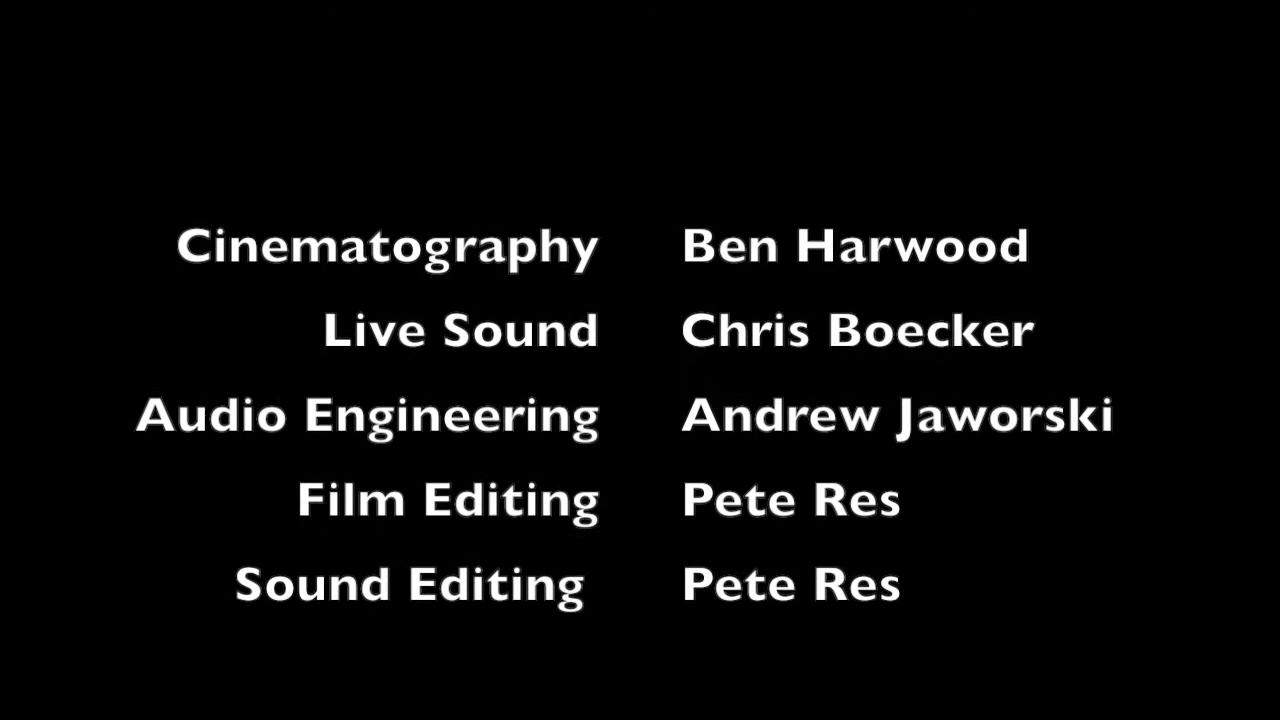 Cinematography Ben Harwood
Live Sound Chris Boecker
Audio Engineering Andrew Jaworski
Film Editing Pete Res
Sound Editing Pete Res